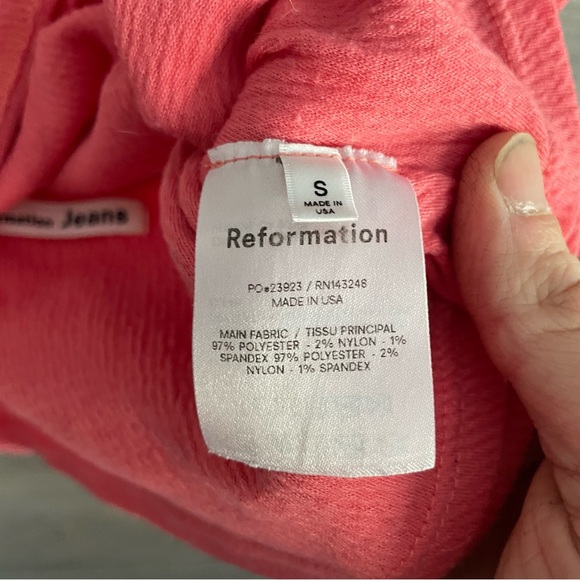 S
MADE IN
USA
Reformation
PO#23923 / RN143248
MADE IN USA
MAIN FABRIC / TISSU PRINCIPAL
97% POLYESTER - 2% NYLON - 1%
SPANDEX 97% POLYESTER - 2%
NYLON - 1% SPANDEX
Jeans